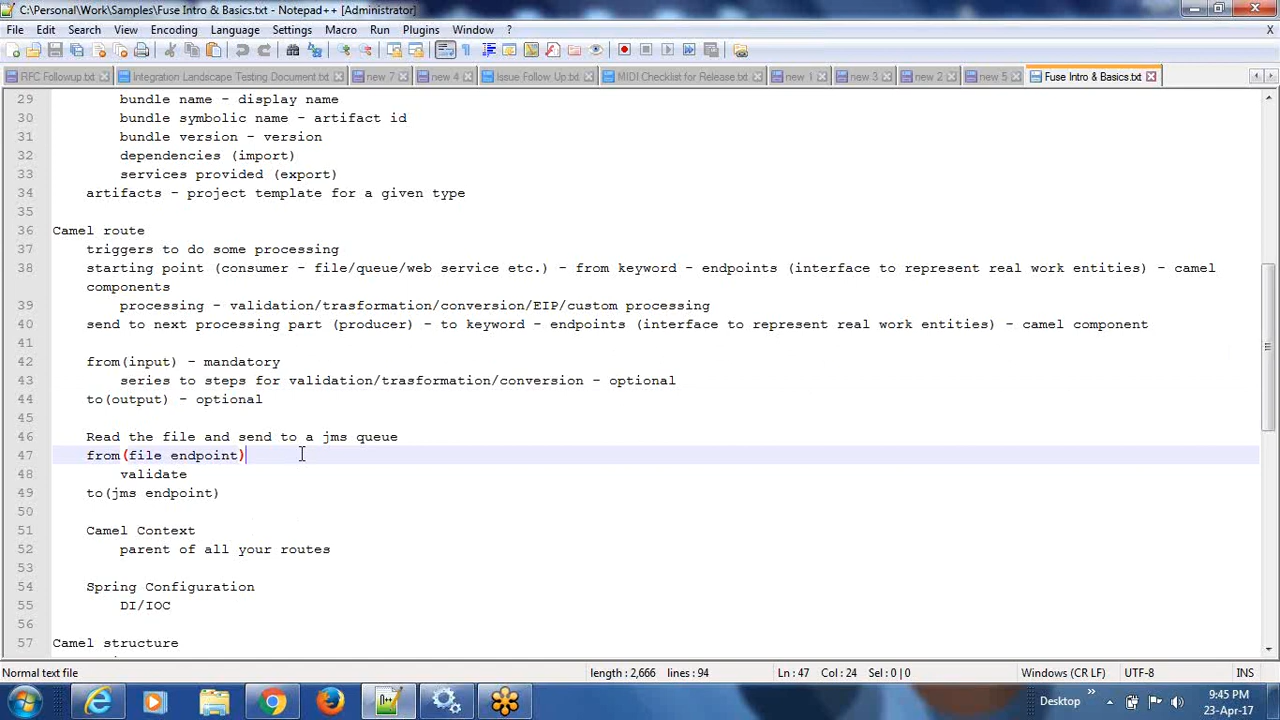 C:\Personal\Work\Samples\Fuse Intro & Basics.txt - Notepad++ [Administrator]
File Edit Search View Encoding Language Settings Macro Run Plugins Window ? X
RFC Followup.txt Integration Landscape Testing Document.txt new 7 new 4 Issue Follow Up.txt MIDI Checklist for Release.txt new 1 new 3 new 2 new 5 Fuse Intro & Basics.txt
29 bundle name - display name
30 bundle symbolic name - artifact id
31 bundle version - version
32 dependencies (import)
33 services provided (export)
34 artifacts - project template for a given type
35
36 Camel route
37 triggers to do some processing
38 starting point (consumer - file/queue/web service etc.) - from keyword - endpoints (interface to represent real work entities) - camel
components
39 processing - validation/trasformation/conversion/EIP/custom processing
40 send to next processing part (producer) - to keyword - endpoints (interface to represent real work entities) - camel component
41
42 from(input) - mandatory
43 series to steps for validation/trasformation/conversion - optional
44 to(output) - optional
45
46 Read the file and send to a jms queue
47 from(file endpoint)
48 validate
49 to(jms endpoint)
50
51 Camel Context
52 parent of all your routes
53
54 Spring Configuration
55 DI/IOC
56
57 Camel structure
Normal text file length : 2,666 lines : 94 Ln : 47 Col : 24 Sel : 0 | 0 Windows (CR LF) UTF-8 INS
Desktop 9:45 PM
23-Apr-17